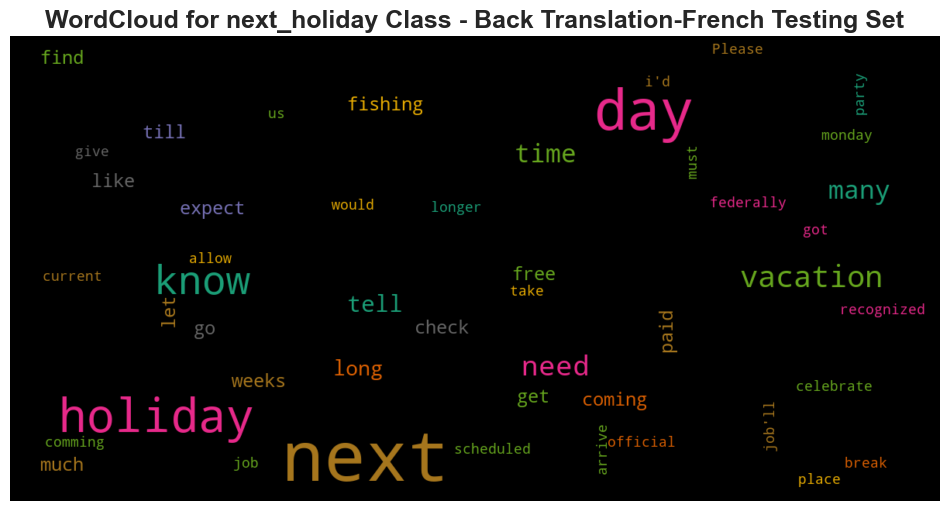 WordCloud for next_holiday Class - Back Translation-French Testing Set
find
Please
i'd
party
us
fishing
day
till
monday
give
time
must
like
many
expect
would
longer
federally
got
allow
know
current
free
vacation
take
let
tell
recognized
go
check
paid
long
need
weeks
get
coming
celebrate
holiday
job'll
comming
next
scheduled
arrive
official
much
job
break
place